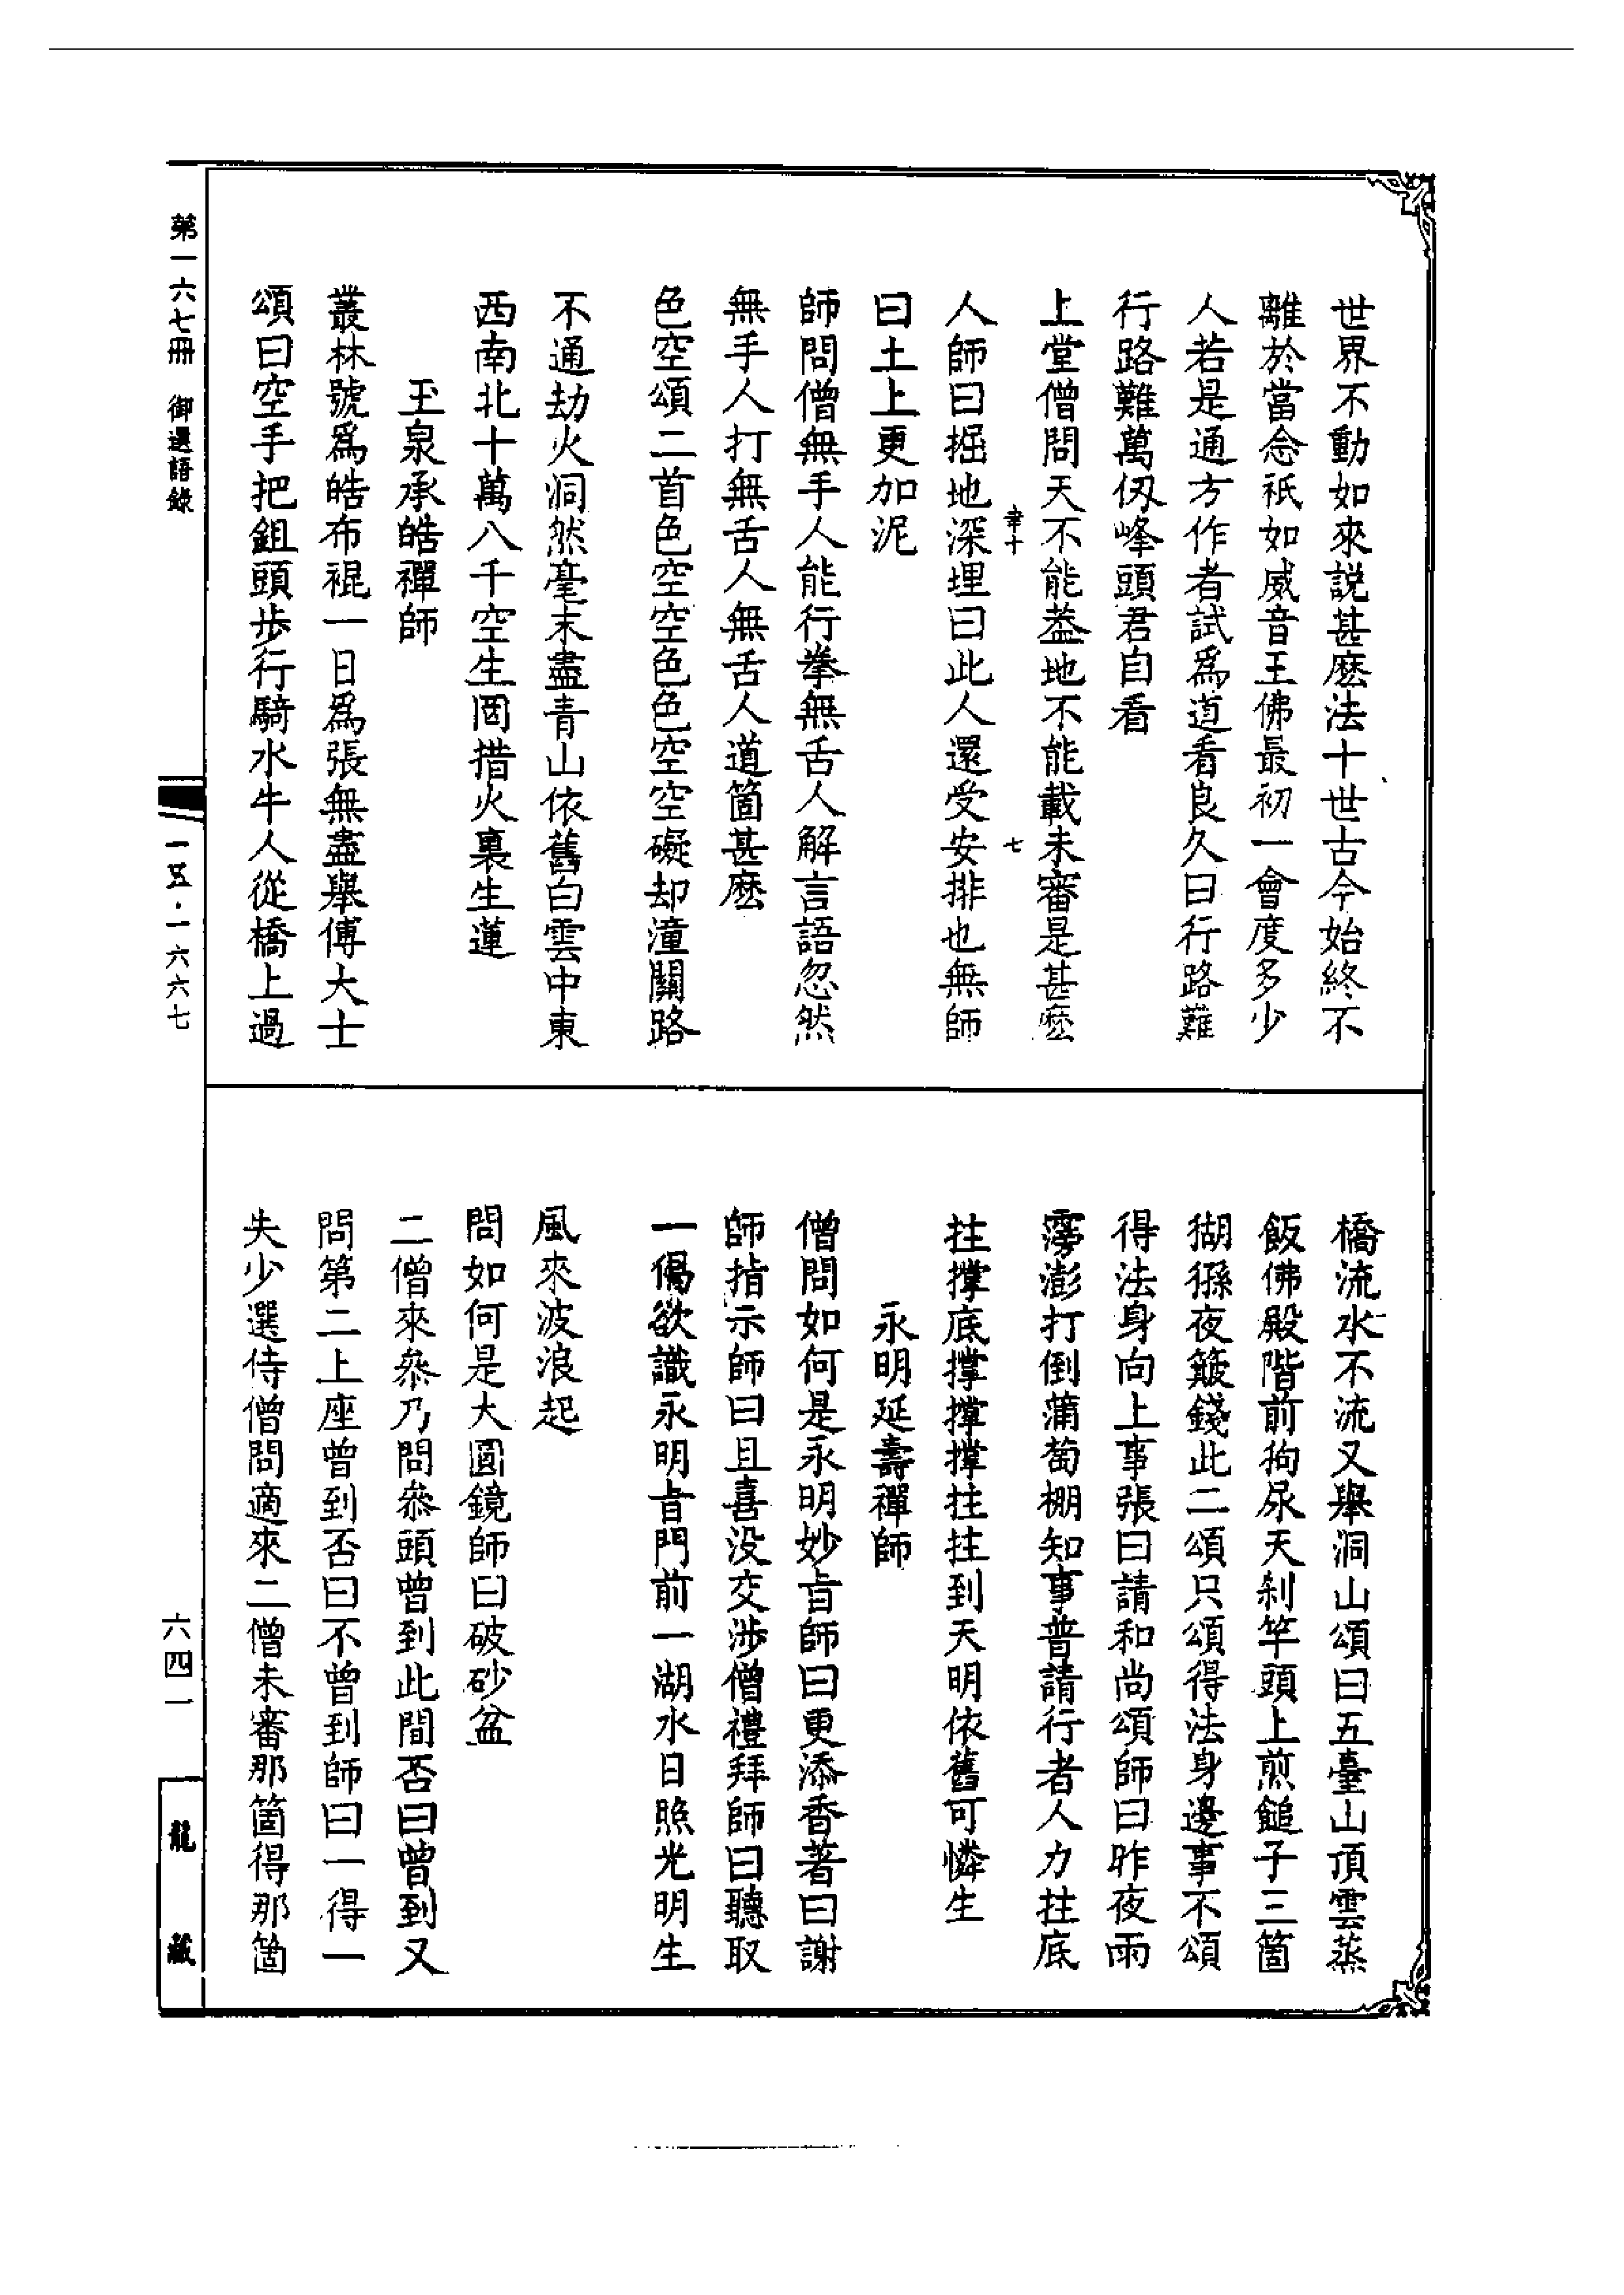 世界不動如來説甚麽法十世古今始終不
離於當念祇如威音王佛最初一會度多少
人若是通方作者試爲道看良久曰行路難
行路難萬仭峰頭君自看
上堂僧問天不能葢地不能載未審是甚麽
人師曰掘地深埋曰此人還受安排也無師
曰土上更加泥
師問僧無手人能行拳無舌人解言語忽然
無手人打無舌人無舌人道箇甚麽
色空頌二首色空空色色空空礙却潼關路
不通劫火洞然毫末盡青山依舊白雲中東
西南北十萬八千空生罔措火裏生蓮
玉泉承皓禪師
叢林號爲皓布裩一日爲張無盡舉傅大士
頌曰空手把鉏頭步行騎水牛人從橋上過
橋流水不流又舉洞山頌曰五臺山頂雲蒸
飯佛殿階前狗尿天刹竿頭上煎鎚子三箇
猢猻夜簸錢此二頌只頌得法身邊事不頌
得法身向上事張曰請和尚頌師曰昨夜雨
霶澎打倒蒲萄棚知事普請行者人力拄底
拄撑底撑撑撑拄拄到天明依舊可憐生
永明延壽禪師
僧問如何是永明妙旨師曰更添香著曰謝
師指示師曰且喜没交涉僧禮拜師曰聽取
一偈欲識永明旨門前一湖水日照光明生
風來波浪起
問如何是大圓鏡師曰破砂盆
二僧來叅乃問叅頭曾到此間否曰曾到又
問第二上座曾到否曰不曾到師曰一得一
失少選侍僧問適來二僧未審那箇得那箇
第一六七冊 御選語錄
一五·一六六七
六四一
龍藏
七